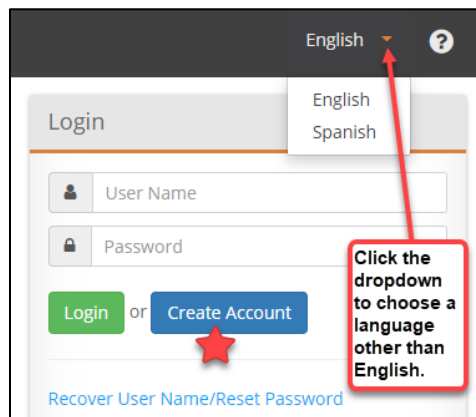 English
?
English
Spanish
Login
User Name
Password
Login or Create Account
Click the
dropdown
to choose a
language
other than
English.
Recover User Name/Reset Password